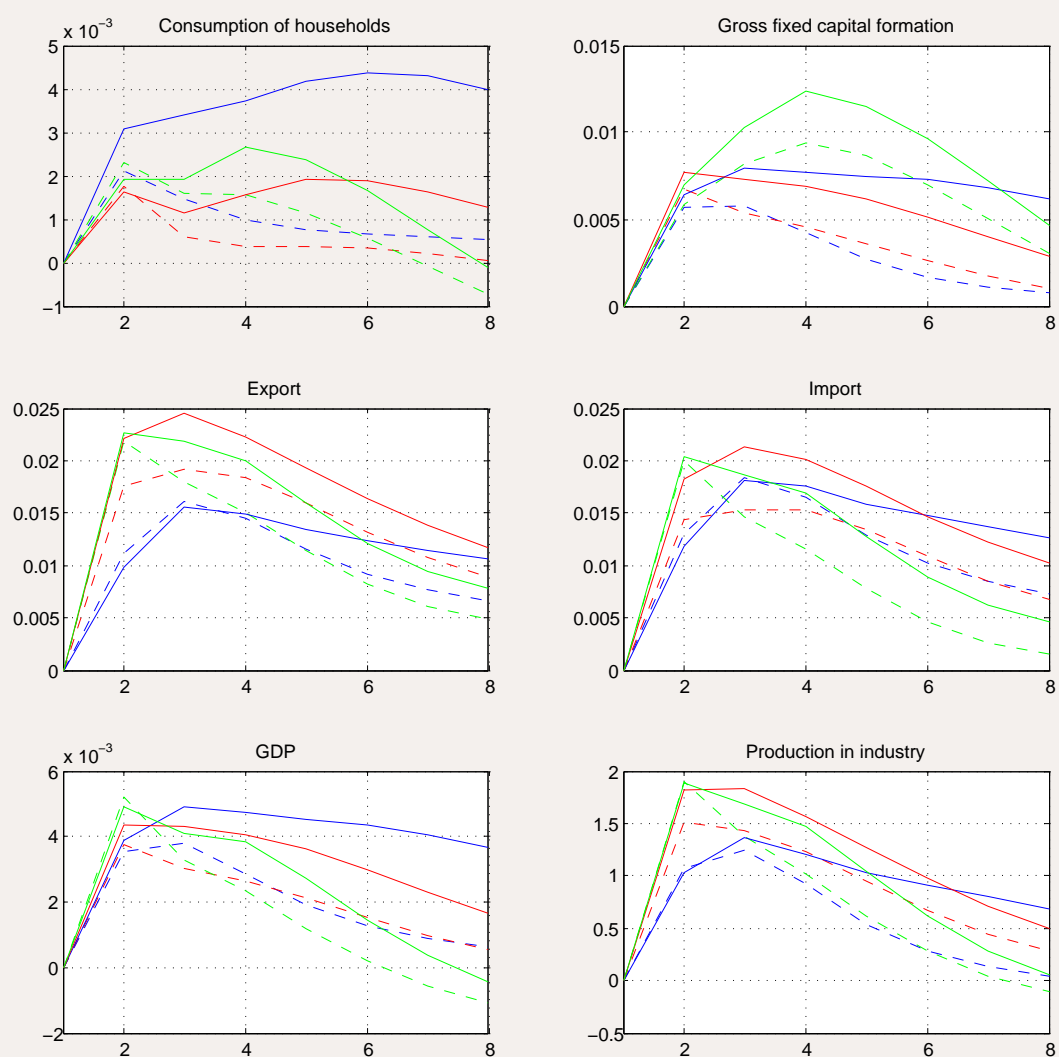 Consumption of households
x 10−3
5
4
3
2
1
0
−1
2 4 6 8
Gross fixed capital formation
0.015
0.01
0.005
0
2 4 6 8
Export
0.025
0.02
0.015
0.01
0.005
0
2 4 6 8
Import
0.025
0.02
0.015
0.01
0.005
0
2 4 6 8
GDP
x 10−3
6
4
2
0
−2
2 4 6 8
Production in industry
2
1.5
1
0.5
0
−0.5
2 4 6 8